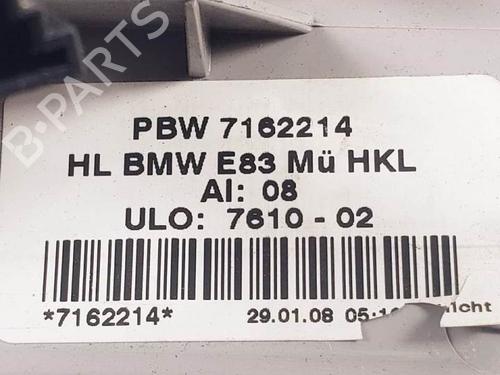 B-PARTS
PBW 7162214
HL BMW E83 Mü HKL
AI: 08
ULO: 7610 - 02
*7162214* 29.01.08